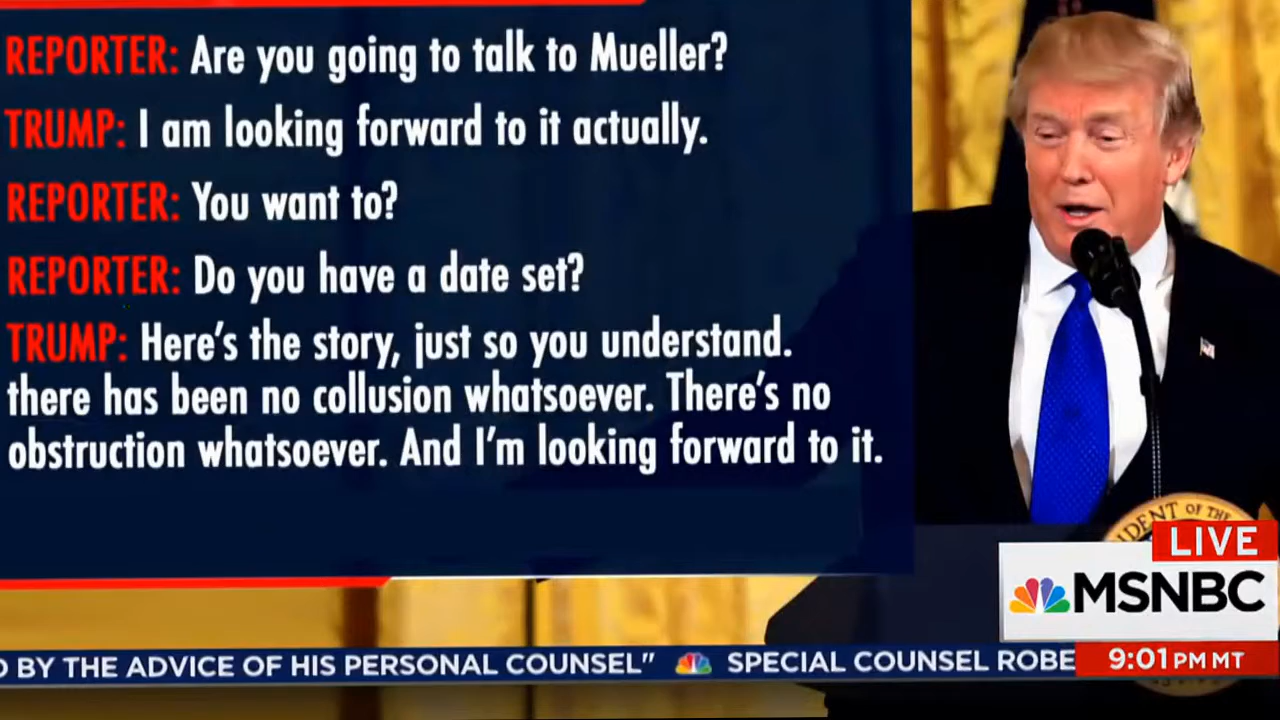 REPORTER: Are you going to talk to Mueller?
TRUMP: I am looking forward to it actually.
REPORTER: You want to?
REPORTER: Do you have a date set?
TRUMP: Here's the story, just so you understand.
there has been no collusion whatsoever. There's no
obstruction whatsoever. And I'm looking forward to it.
IDENT OF THE
LIVE
MSNBC
D BY THE ADVICE OF HIS PERSONAL COUNSEL" SPECIAL COUNSEL ROBE
9:01 PM MT